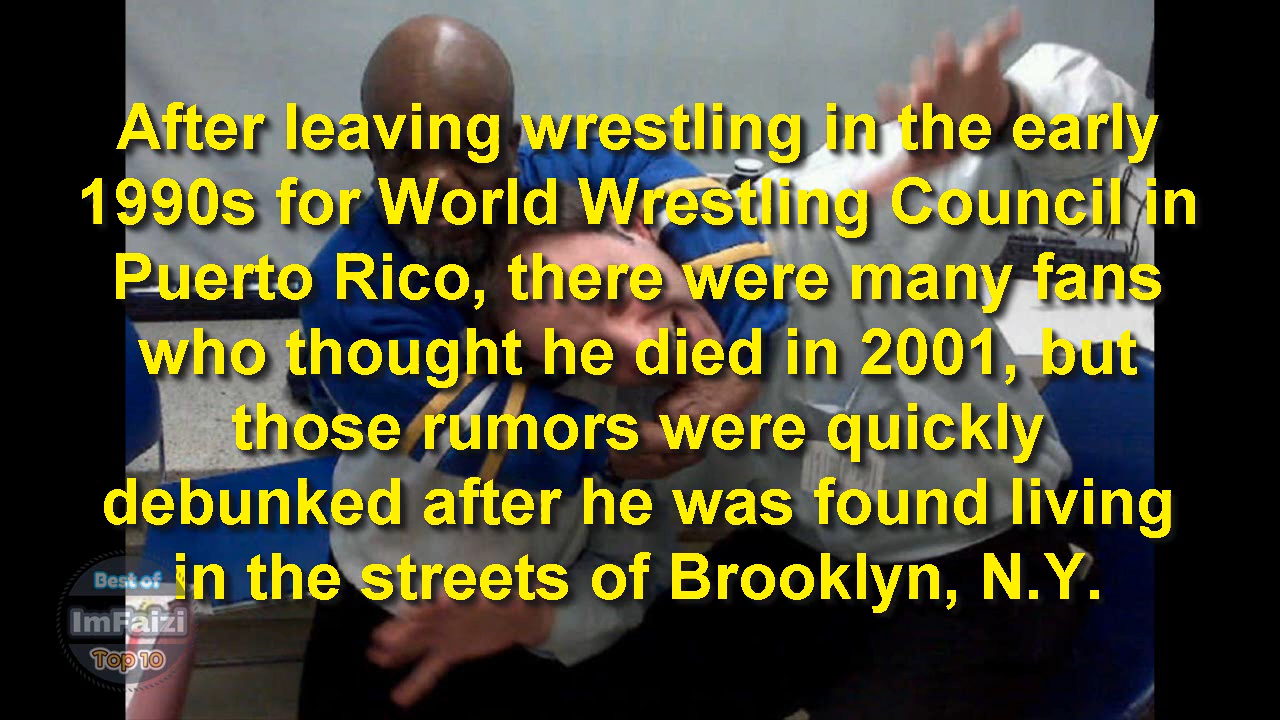 After leaving wrestling in the early
1990s for World Wrestling Council in
Puerto Rico, there were many fans
who thought he died in 2001, but
those rumors were quickly
debunked after he was found living
in the streets of Brooklyn, N.Y.
Best of
ImFaizi
Top 10